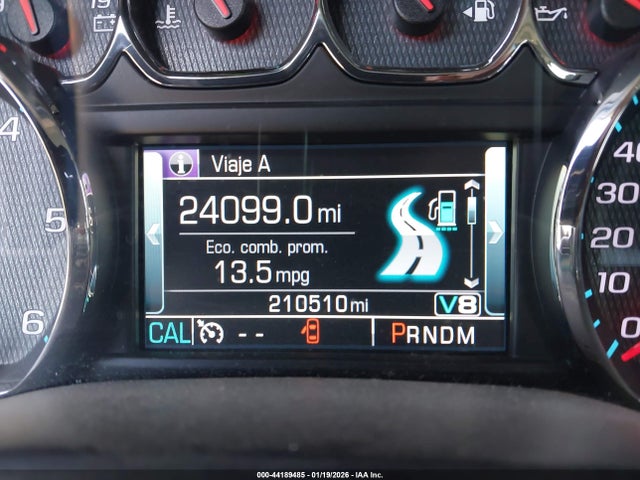 19
4
5
6
Viaje A
24099.0 mi
Eco. comb. prom.
13.5 mpg
210510 mi
V8
CAL -- PRNDM
40
30
20
10
0
000-44189485 - 01/19/2026 - IAA Inc.